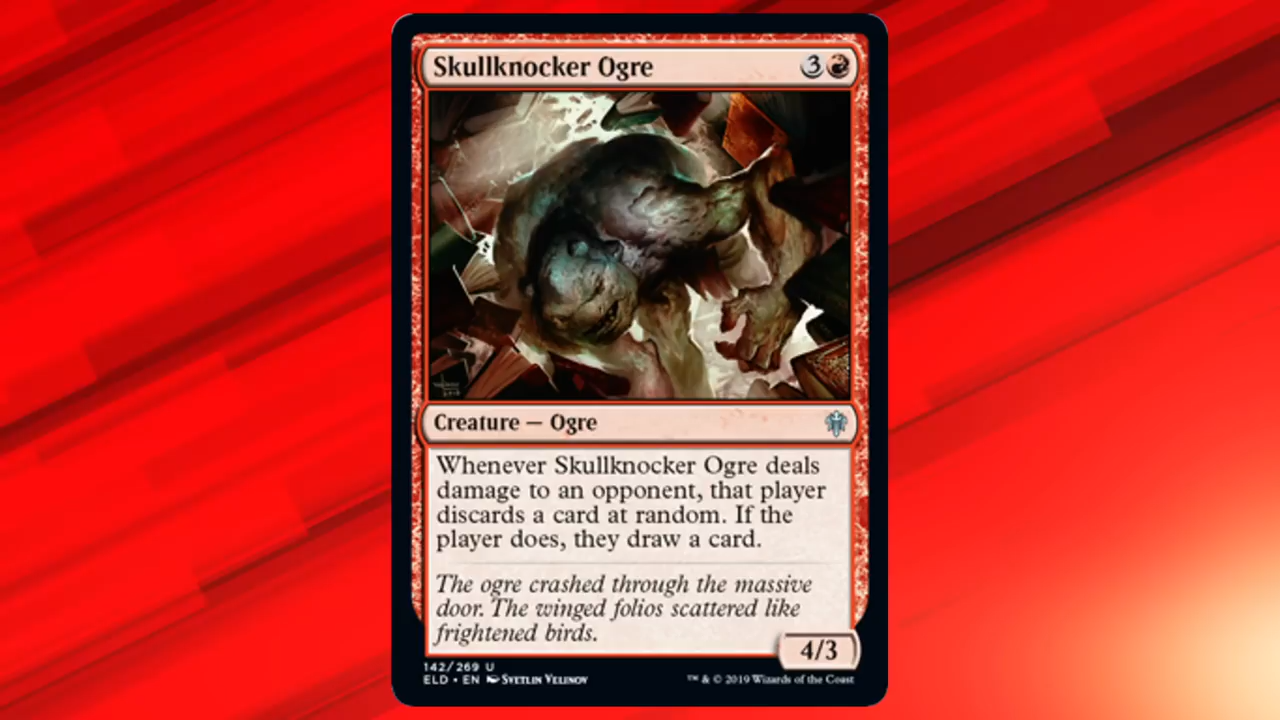 Skullknocker Ogre 3
Creature — Ogre
Whenever Skullknocker Ogre deals
damage to an opponent, that player
discards a card at random. If the
player does, they draw a card.
The ogre crashed through the massive
door. The winged folios scattered like
frightened birds.
4/3
142/269 U
ELD • EN Svetlin Velinov
™ & © 2019 Wizards of the Coast